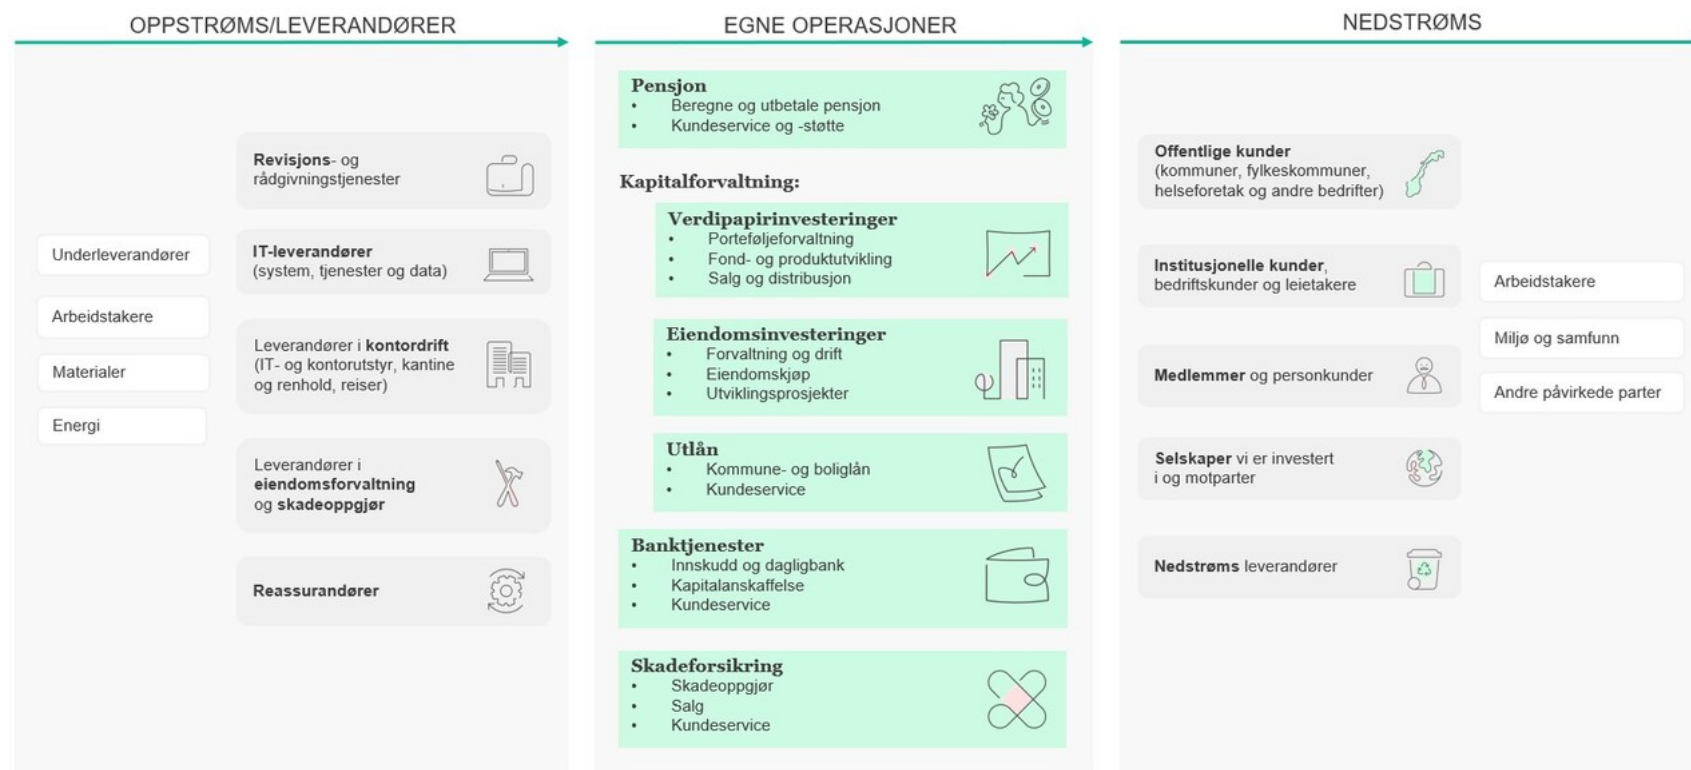 OPPSTRØMS/LEVERANDØRER
Underleverandører
Arbeidstakere
Materialer
Energi
Revisjons- og
rådgivningstjenester
IT-leverandører
(system, tjenester og data)
Leverandører i kontordrift
(IT- og kontorutstyr, kantine
og renhold, reiser)
Leverandører i
eiendomsforvaltning
og skadeoppgjør
Reassurandører
EGNE OPERASJONER
Pensjon
• Beregne og utbetale pensjon
• Kundeservice og -støtte
Kapitalforvaltning:
Verdipapirinvesteringer
• Porteføljeforvaltning
• Fond- og produktutvikling
• Salg og distribusjon
Eiendomsinvesteringer
• Forvaltning og drift
• Eiendomskjøp
• Utviklingsprosjekter
Utlån
• Kommune- og boliglån
• Kundeservice
Banktjenester
• Innskudd og dagligbank
• Kapitalanskaffelse
• Kundeservice
Skadeforsikring
• Skadeoppgjør
• Salg
• Kundeservice
NEDSTRØMS
Offentlige kunder
(kommuner, fylkeskommuner,
helseforetak og andre bedrifter)
Institusjonelle kunder,
bedriftskunder og leietakere
Medlemmer og personkunder
Selskaper vi er investert
i og motparter
Nedstrøms leverandører
Arbeidstakere
Miljø og samfunn
Andre påvirkede parter